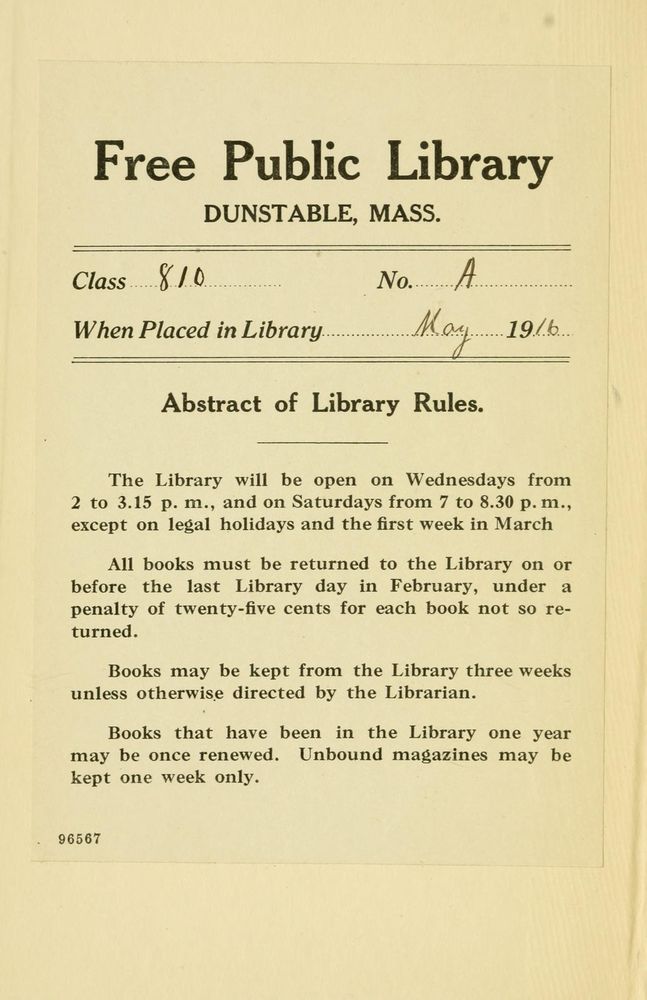 Free Public Library
DUNSTABLE, MASS.
Class 810 No. A
When Placed in Library May 1916
Abstract of Library Rules.
The Library will be open on Wednesdays from
2 to 3.15 p. m., and on Saturdays from 7 to 8.30 p. m.,
except on legal holidays and the first week in March
All books must be returned to the Library on or
before the last Library day in February, under a
penalty of twenty-five cents for each book not so re-
turned.
Books may be kept from the Library three weeks
unless otherwise directed by the Librarian.
Books that have been in the Library one year
may be once renewed. Unbound magazines may be
kept one week only.
96567